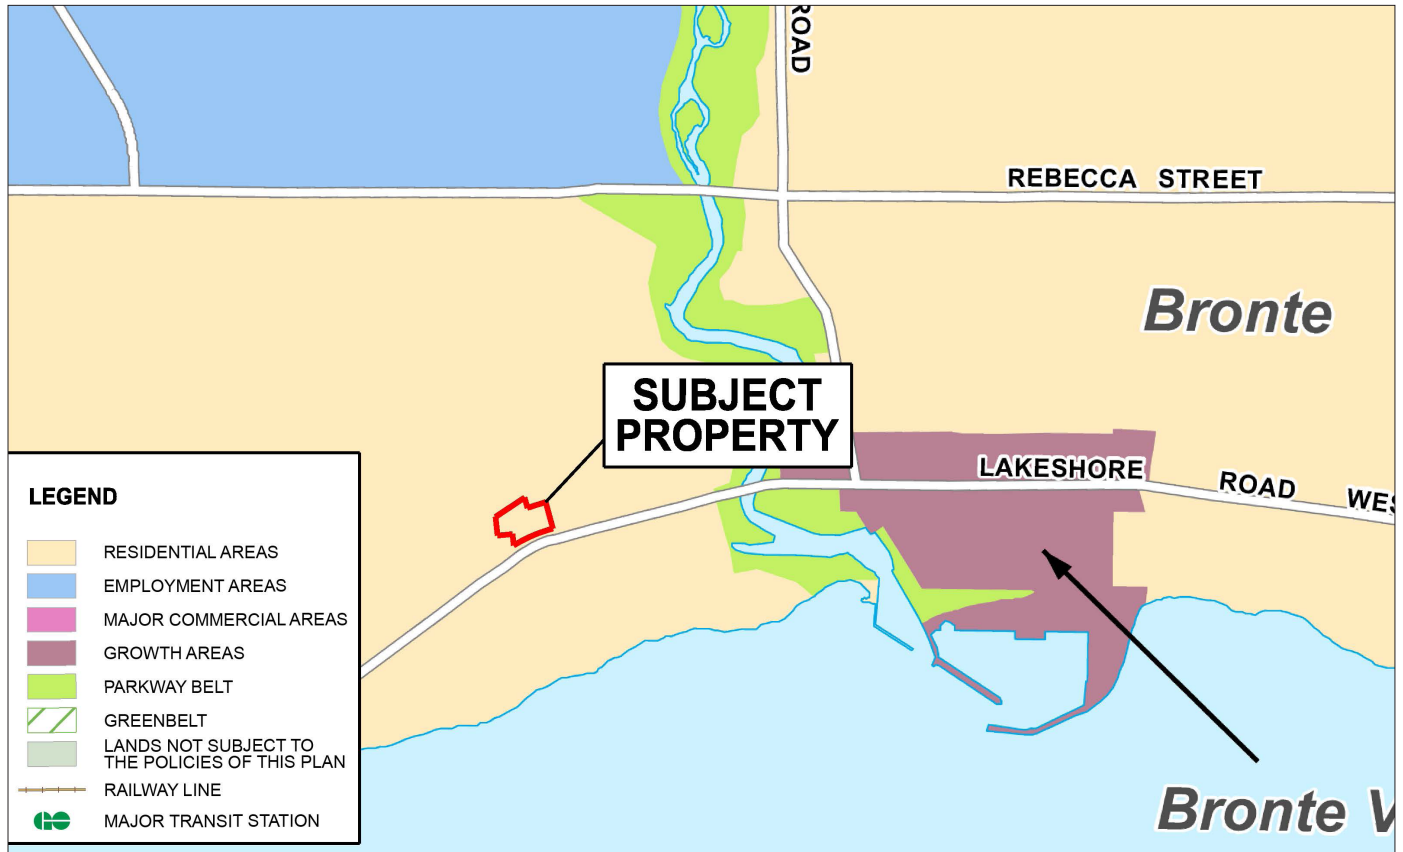 ROAD
REBECCA STREET
Bronte
SUBJECT
PROPERTY
LAKESHORE ROAD WES
LEGEND
RESIDENTIAL AREAS
EMPLOYMENT AREAS
MAJOR COMMERCIAL AREAS
GROWTH AREAS
PARKWAY BELT
GREENBELT
LANDS NOT SUBJECT TO
THE POLICIES OF THIS PLAN
RAILWAY LINE
GO
MAJOR TRANSIT STATION
Bronte V